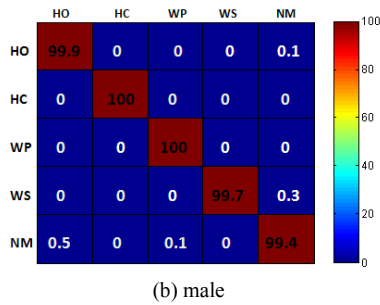 HO HC WP WS NM
HO 99.9 0 0 0 0.1
HC 0 100 0 0 0
WP 0 0 100 0 0
WS 0 0 0 99.7 0.3
NM 0.5 0 0.1 0 99.4
100
80
60
40
20
0
(b) male